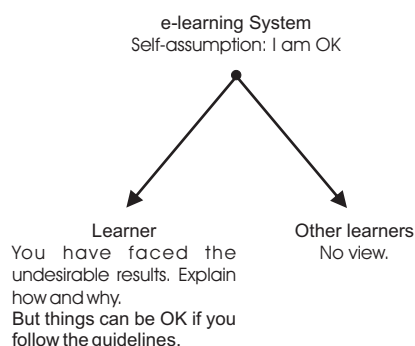 e-learning System
Self-assumption: I am OK
Learner
You have faced the
undesirable results. Explain
how and why.
But things can be OK if you
follow the guidelines.
Other learners
No view.